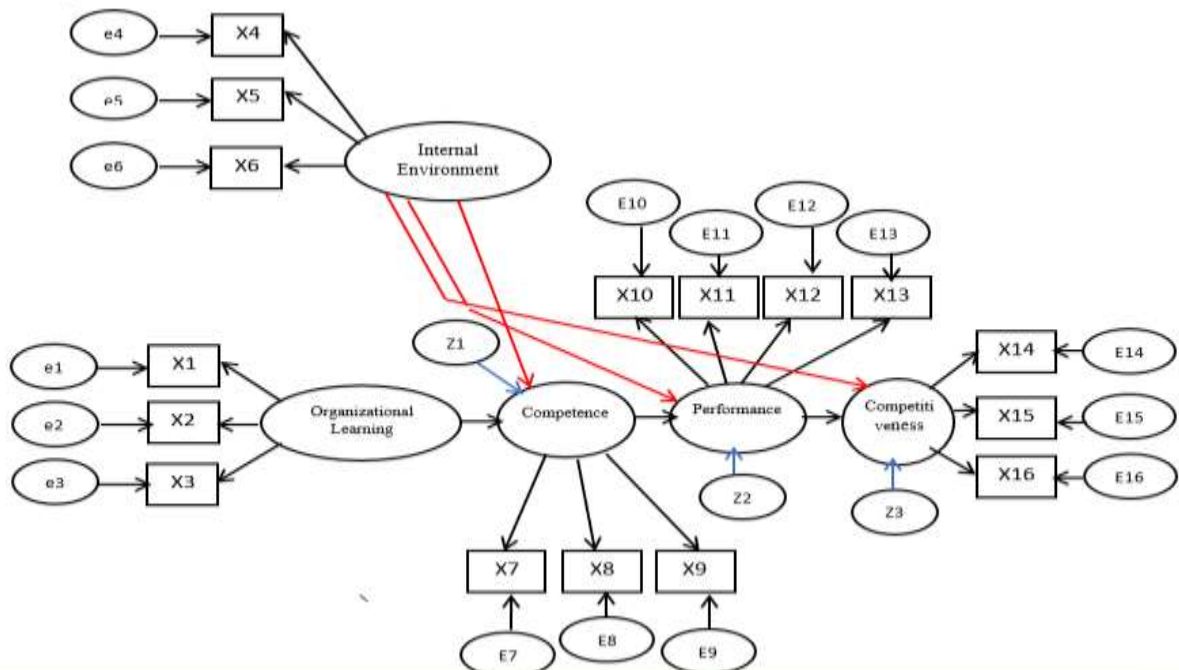 e4
X4
e5
X5
e6
X6
Internal
Environment
E10
E11
E12
E13
X10
X11
X12
X13
Z1
e1
X1
e2
X2
e3
X3
Organizational
Learning
Competence
Performance
Competiti
veness
X14
E14
X15
E15
X16
E16
Z2
Z3
X7
X8
X9
E7
E8
E9